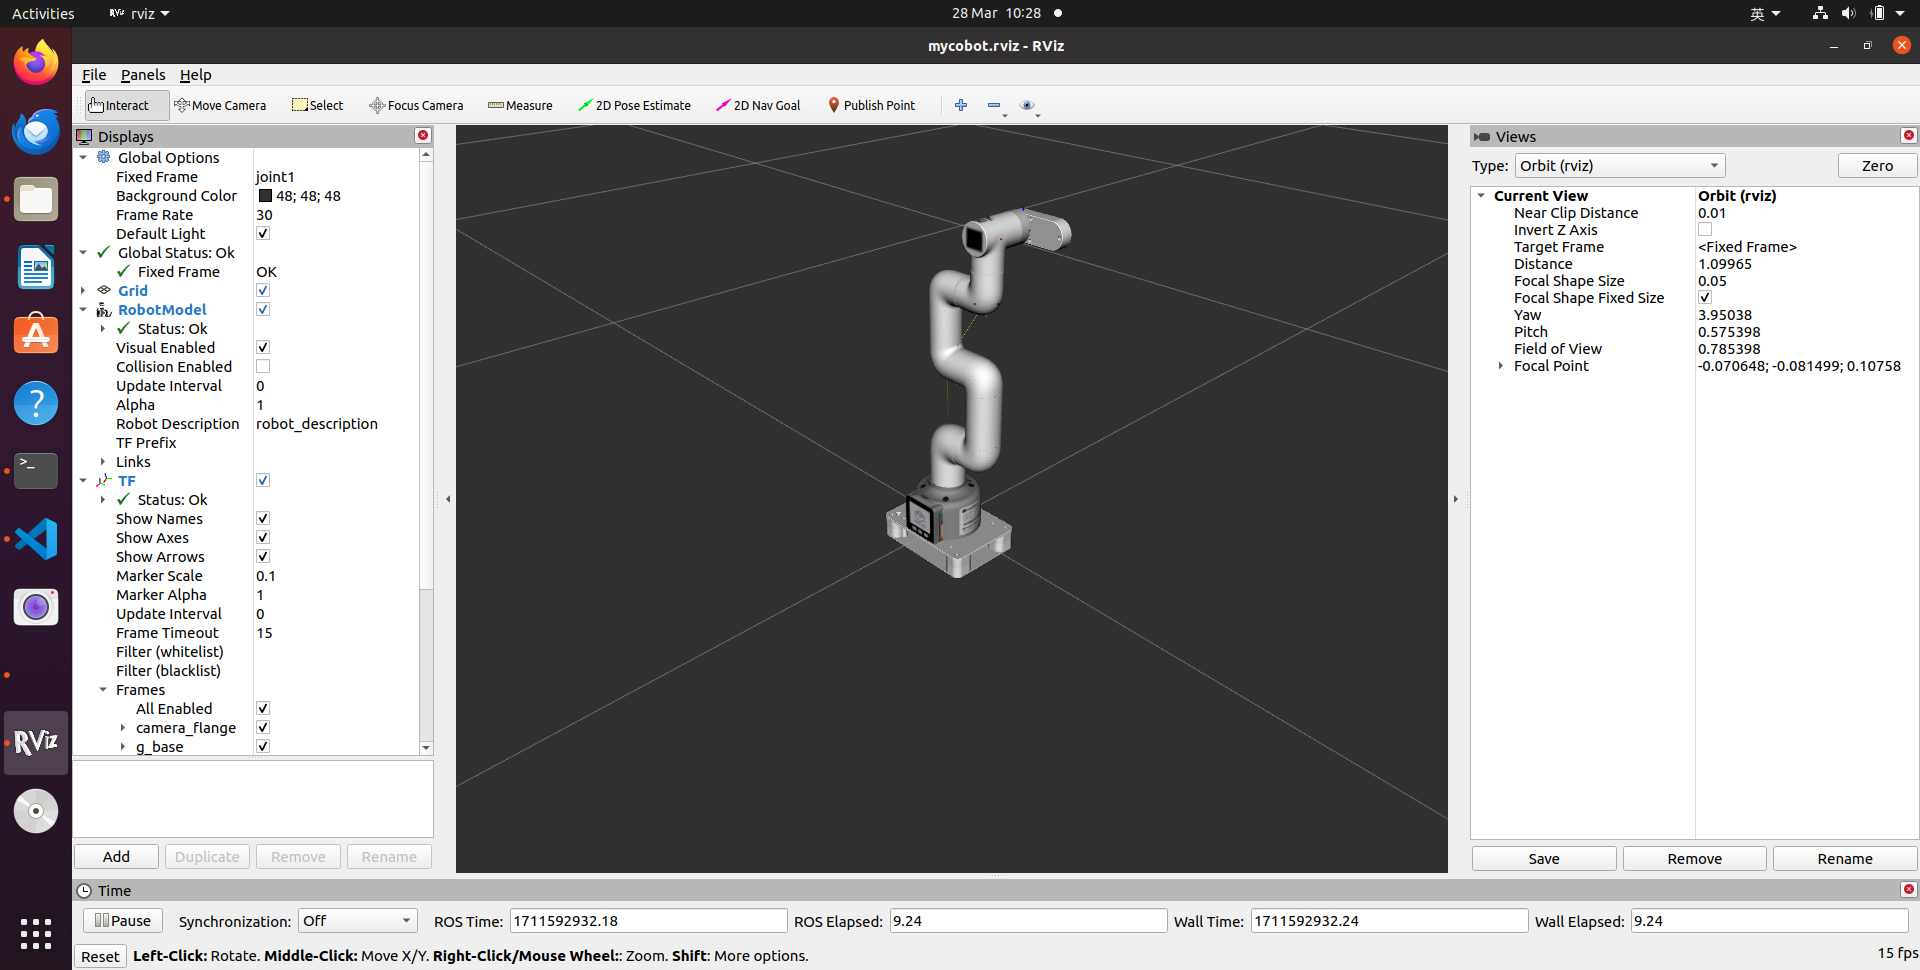 Activities RViz rviz 28 Mar 10:28 英
mycobot.rviz - RViz
File Panels Help
Interact Move Camera Select Focus Camera Measure 2D Pose Estimate 2D Nav Goal Publish Point
Displays
Global Options
Fixed Frame joint1
Background Color 48; 48; 48
Frame Rate 30
Default Light
Global Status: Ok
Fixed Frame OK
Grid
RobotModel
Status: Ok
Visual Enabled
Collision Enabled
Update Interval 0
Alpha 1
Robot Description robot_description
TF Prefix
Links
TF
Status: Ok
Show Names
Show Axes
Show Arrows
Marker Scale 0.1
Marker Alpha 1
Update Interval 0
Frame Timeout 15
Filter (whitelist)
Filter (blacklist)
Frames
All Enabled
camera_flange
g_base
Add Duplicate Remove Rename
Views
Type: Orbit (rviz) Zero
Current View Orbit (rviz)
Near Clip Distance 0.01
Invert Z Axis
Target Frame <Fixed Frame>
Distance 1.09965
Focal Shape Size 0.05
Focal Shape Fixed Size
Yaw 3.95038
Pitch 0.575398
Field of View 0.785398
Focal Point -0.070648; -0.081499; 0.10758
Save Remove Rename
Time
Pause Synchronization: Off ROS Time: 1711592932.18 ROS Elapsed: 9.24 Wall Time: 1711592932.24 Wall Elapsed: 9.24
Reset Left-Click: Rotate. Middle-Click: Move X/Y. Right-Click/Mouse Wheel:: Zoom. Shift: More options. 15 fps
RViz